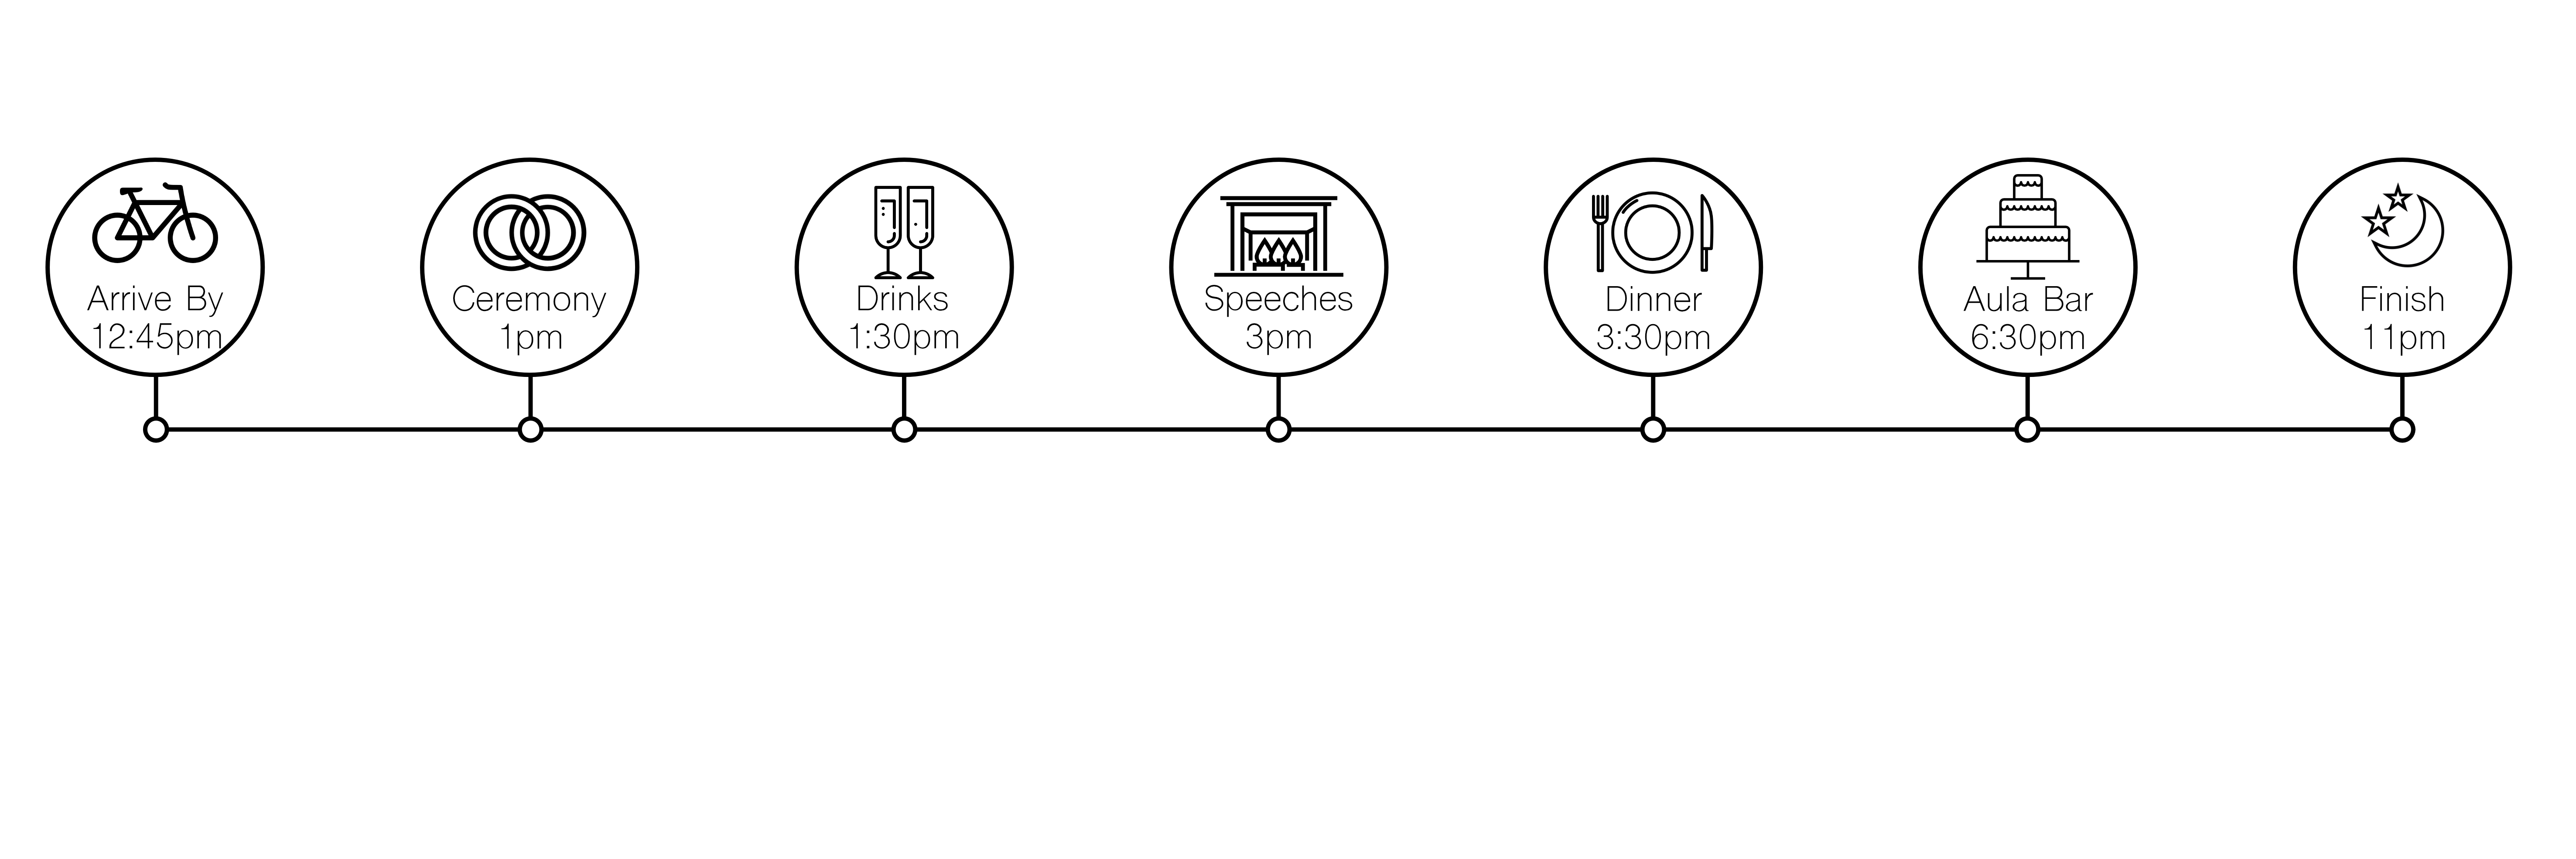 Arrive By
12:45pm
Ceremony
1pm
Drinks
1:30pm
Speeches
3pm
Dinner
3:30pm
Aula Bar
6:30pm
Finish
11pm